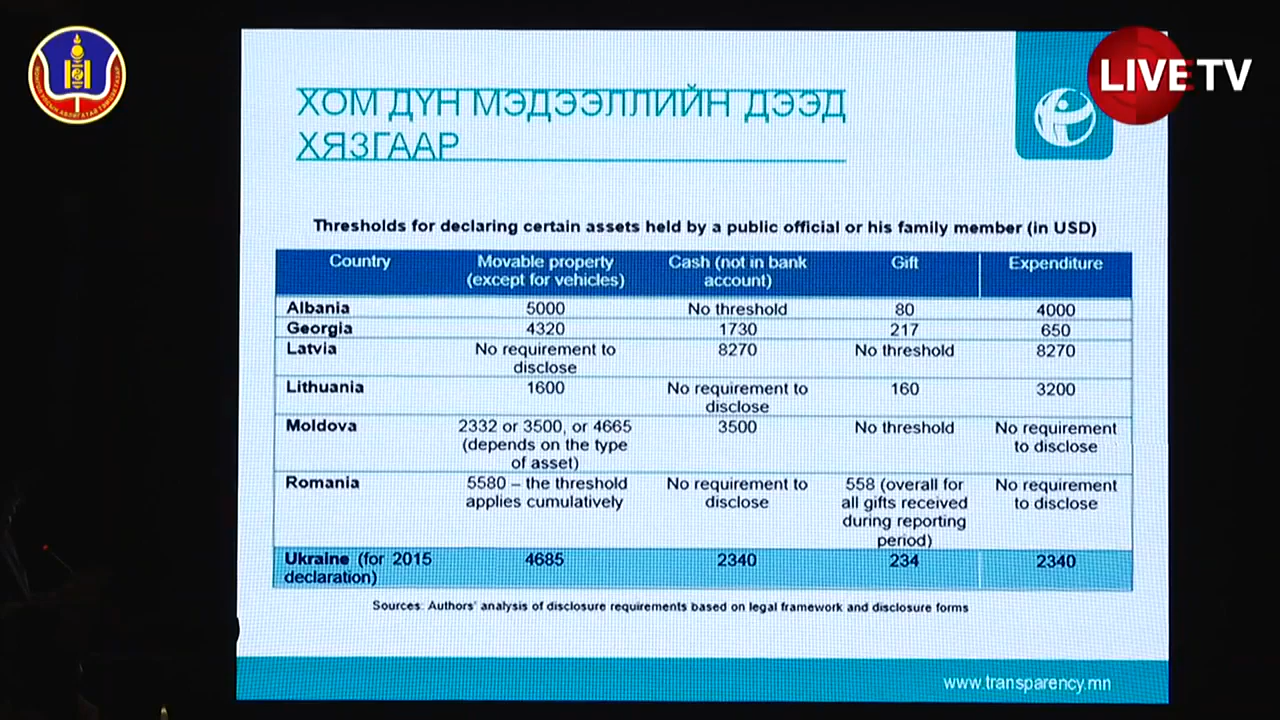 LIVE TV
ХОМ ДҮН МЭДЭЭЛЛИЙН ДЭЭД
ХЯЗГААР
Thresholds for declaring certain assets held by a public official or his family member (in USD)
Country Movable property (except for vehicles) Cash (not in bank account) Gift Expenditure
Albania 5000 No threshold 80 4000
Georgia 4320 1730 217 650
Latvia No requirement to disclose 8270 No threshold 8270
Lithuania 1600 No requirement to disclose 160 3200
Moldova 2332 or 3500, or 4665 (depends on the type of asset) 3500 No threshold No requirement to disclose
Romania 5580 – the threshold applies cumulatively No requirement to disclose 558 (overall for all gifts received during reporting period) No requirement to disclose
Ukraine (for 2015 declaration) 4685 2340 234 2340
Sources: Authors' analysis of disclosure requirements based on legal framework and disclosure forms
www.transparency.mn